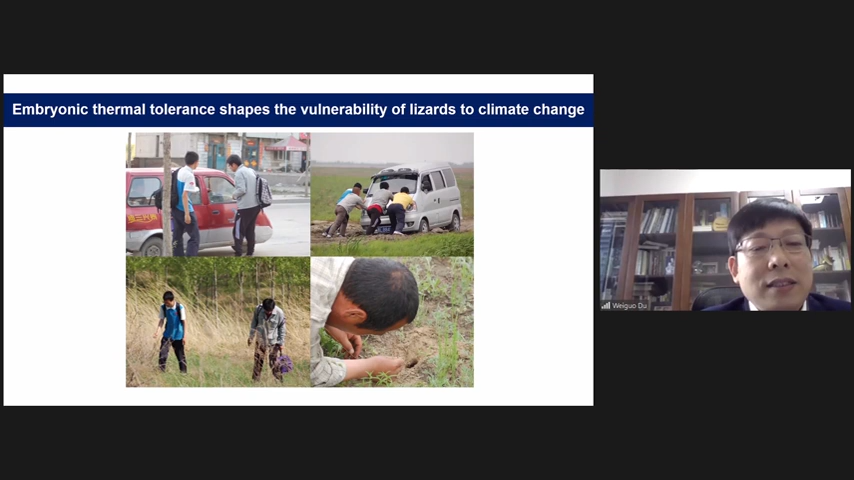 Embryonic thermal tolerance shapes the vulnerability of lizards to climate change
Weiguo Du